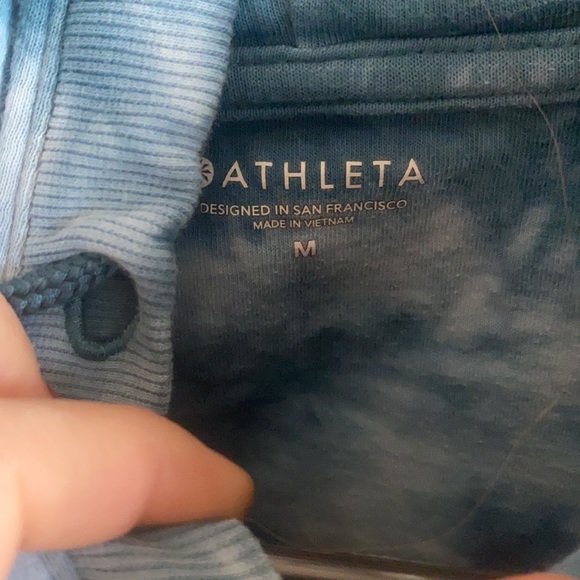 ATHLETA
DESIGNED IN SAN FRANCISCO
MADE IN VIETNAM
M